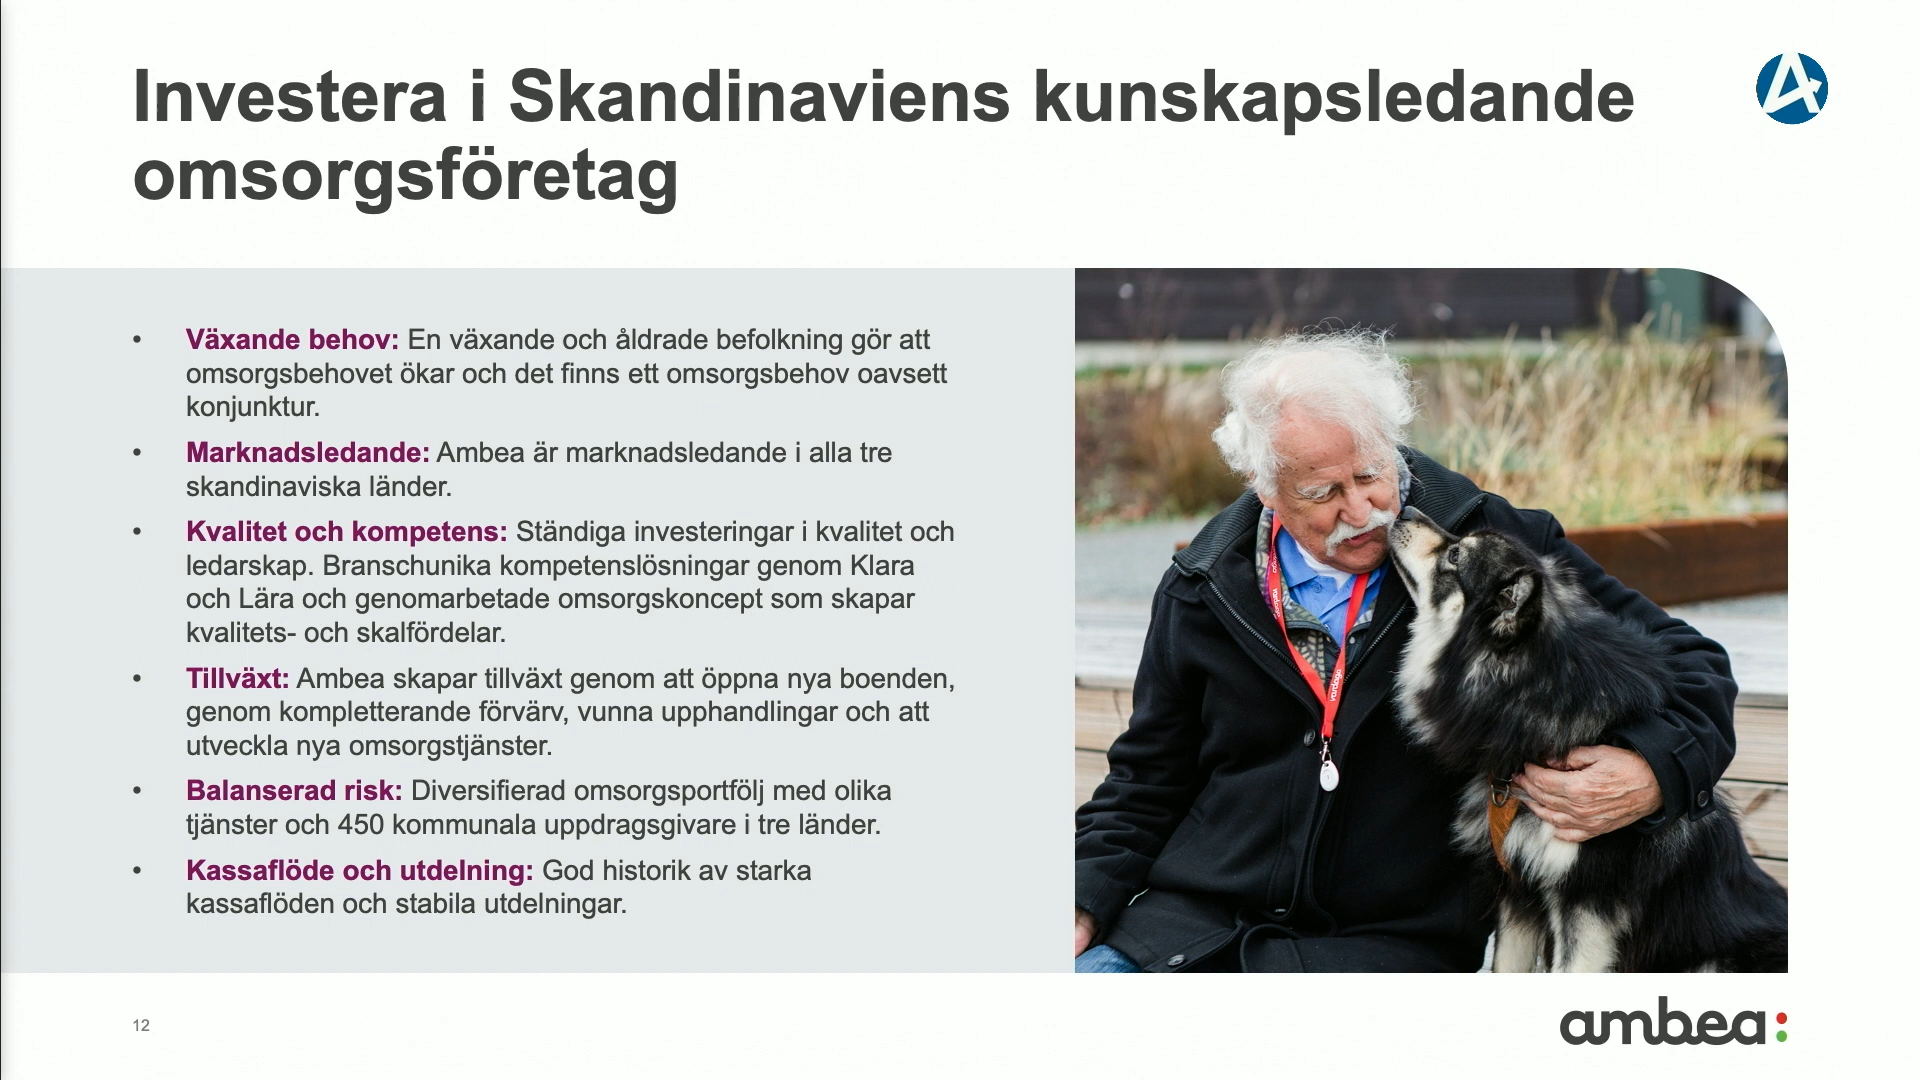 Investera i Skandinaviens kunskapsledande
omsorgsföretag
• Växande behov: En växande och åldrade befolkning gör att
omsorgsbehovet ökar och det finns ett omsorgsbehov oavsett
konjunktur.
• Marknadsledande: Ambea är marknadsledande i alla tre
skandinaviska länder.
• Kvalitet och kompetens: Ständiga investeringar i kvalitet och
ledarskap. Branschunika kompetenslösningar genom Klara
och Lära och genomarbetade omsorgskoncept som skapar
kvalitets- och skalfördelar.
• Tillväxt: Ambea skapar tillväxt genom att öppna nya boenden,
genom kompletterande förvärv, vunna upphandlingar och att
utveckla nya omsorgstjänster.
• Balanserad risk: Diversifierad omsorgsportfölj med olika
tjänster och 450 kommunala uppdragsgivare i tre länder.
• Kassaflöde och utdelning: God historik av starka
kassaflöden och stabila utdelningar.
vardaga
12
ambea: